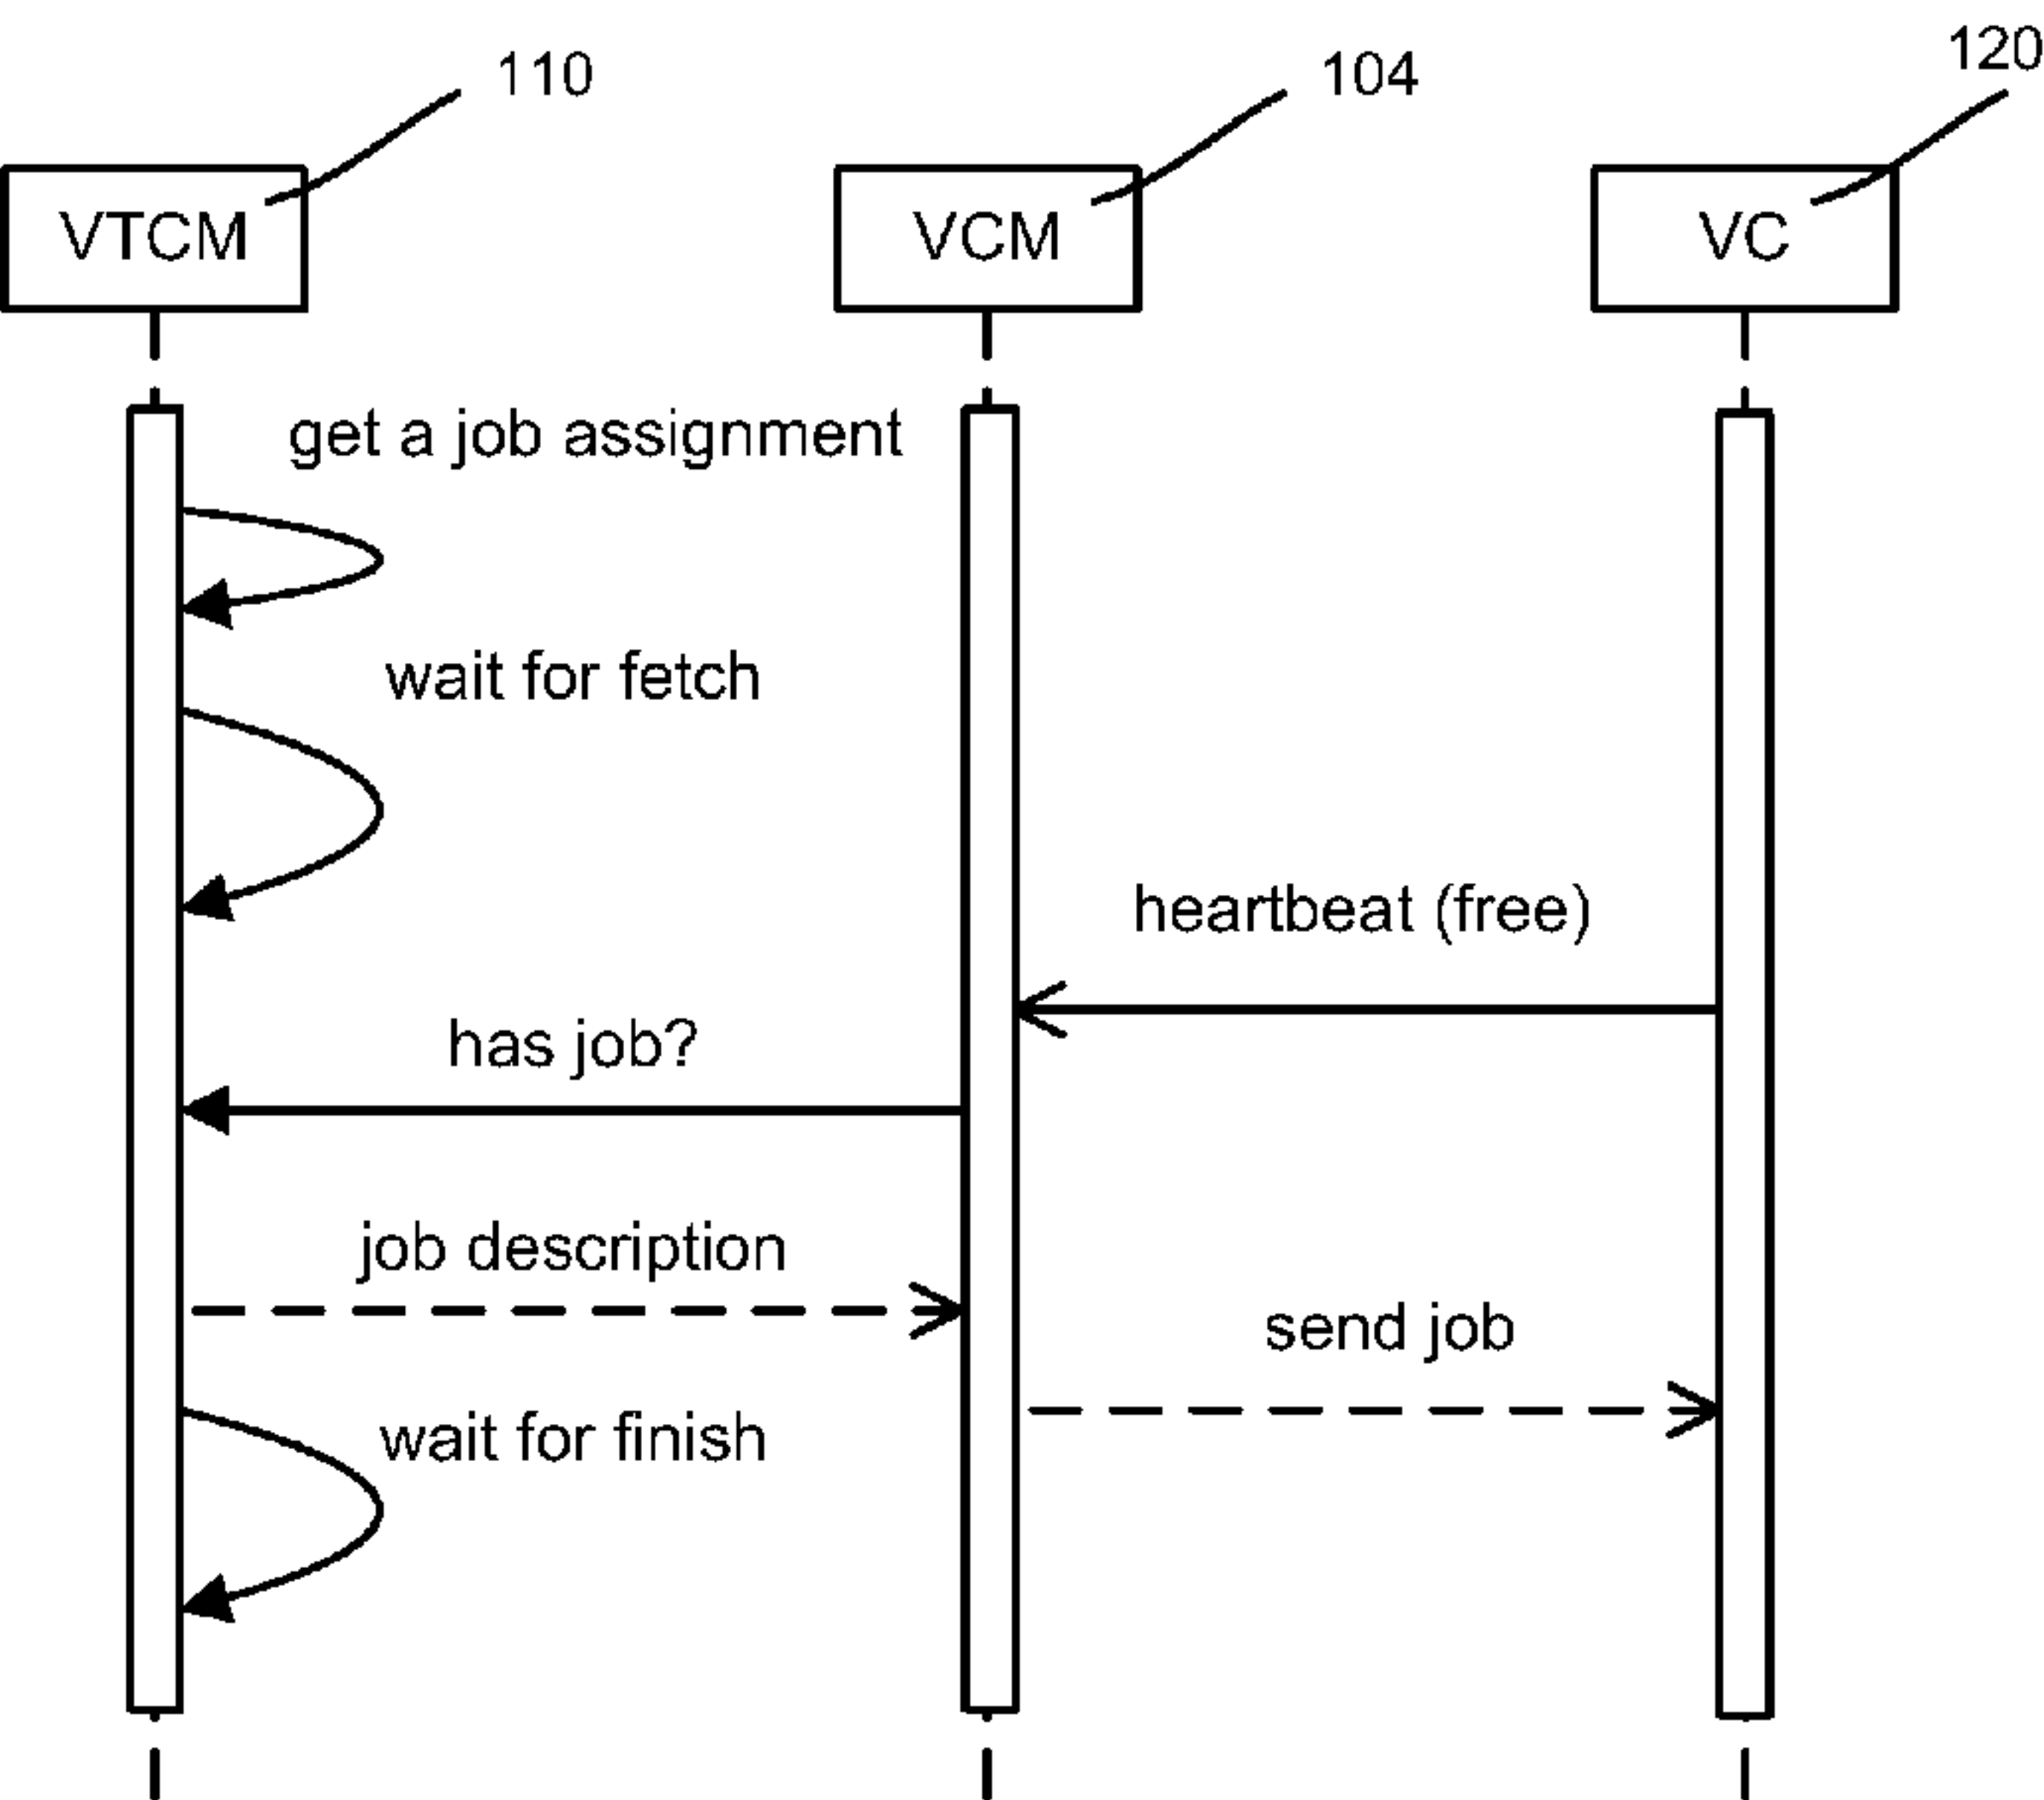 110
104
120
VTCM
VCM
VC
get a job assignment
wait for fetch
heartbeat (free)
has job?
job description
send job
wait for finish